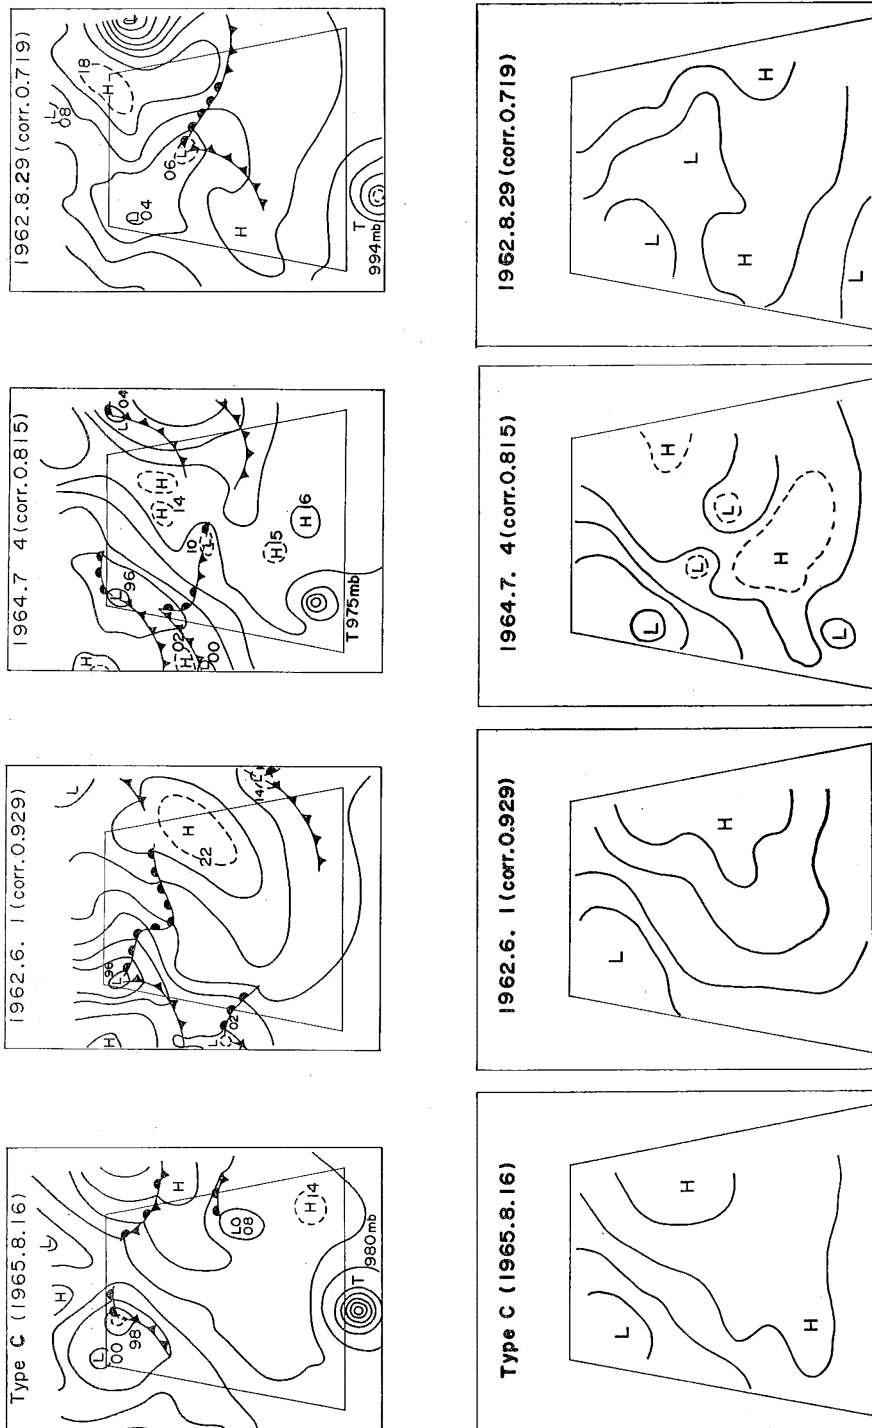 Type C (1965.8.16)
H
L
L
00
98
H
LO
08
H 14
T 980mb
1962.6. 1 (corr.0.929)
H
96
L
L
H
22
14 L
L
02
1964.7. 4 (corr.0.815)
H
L
96
L
04
H
02
L
00
10
L
H
14
H
H15
H16
T 975mb
1962.8.29 (corr.0.719)
L
08
18
H
L
04
06
L
H
T
994mb
Type C (1965.8.16)
L
H
H
1962.6. 1 (corr.0.929)
L
H
1964.7. 4 (corr.0.815)
L
H
L
L
H
L
1962.8.29 (corr.0.719)
L
L
H
H
L